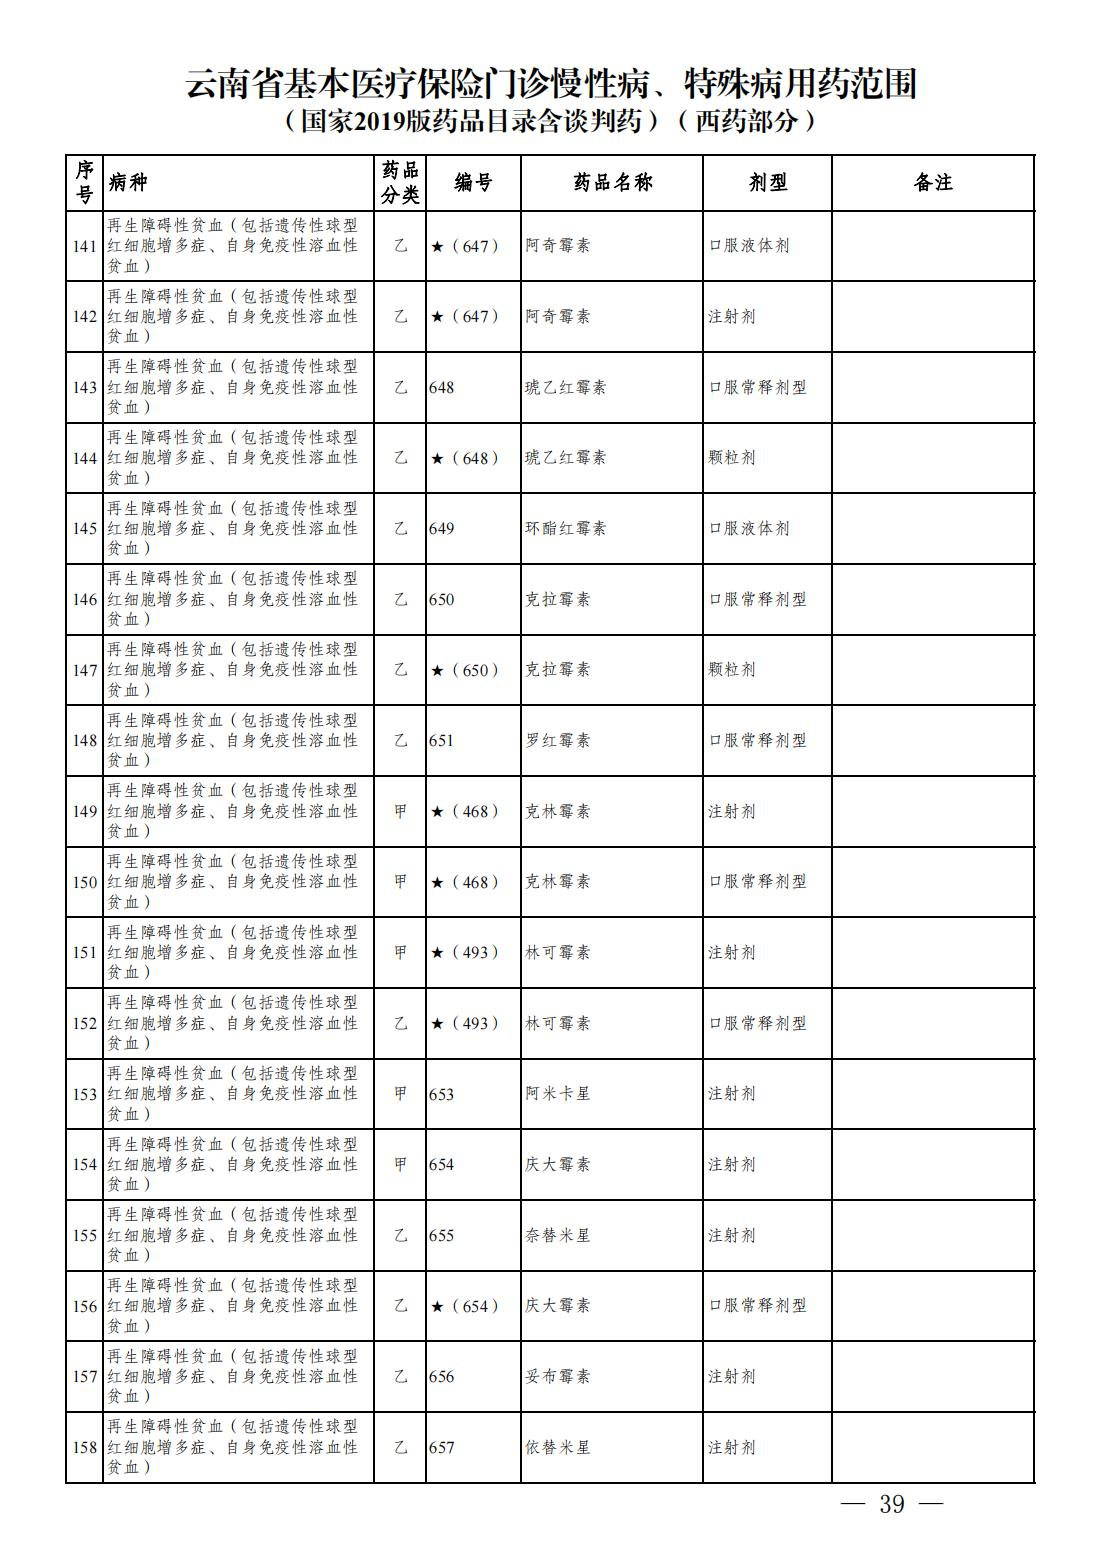 云南省基本医疗保险门诊慢性病、特殊病用药范围
（国家2019版药品目录含谈判药）（西药部分）
序号 病种 药品分类 编号 药品名称 剂型 备注
141 再生障碍性贫血（包括遗传性球型红细胞增多症、自身免疫性溶血性贫血） 乙 ★（647） 阿奇霉素 口服液体剂
142 再生障碍性贫血（包括遗传性球型红细胞增多症、自身免疫性溶血性贫血） 乙 ★（647） 阿奇霉素 注射剂
143 再生障碍性贫血（包括遗传性球型红细胞增多症、自身免疫性溶血性贫血） 乙 648 琥乙红霉素 口服常释剂型
144 再生障碍性贫血（包括遗传性球型红细胞增多症、自身免疫性溶血性贫血） 乙 ★（648） 琥乙红霉素 颗粒剂
145 再生障碍性贫血（包括遗传性球型红细胞增多症、自身免疫性溶血性贫血） 乙 649 环酯红霉素 口服液体剂
146 再生障碍性贫血（包括遗传性球型红细胞增多症、自身免疫性溶血性贫血） 乙 650 克拉霉素 口服常释剂型
147 再生障碍性贫血（包括遗传性球型红细胞增多症、自身免疫性溶血性贫血） 乙 ★（650） 克拉霉素 颗粒剂
148 再生障碍性贫血（包括遗传性球型红细胞增多症、自身免疫性溶血性贫血） 乙 651 罗红霉素 口服常释剂型
149 再生障碍性贫血（包括遗传性球型红细胞增多症、自身免疫性溶血性贫血） 甲 ★（468） 克林霉素 注射剂
150 再生障碍性贫血（包括遗传性球型红细胞增多症、自身免疫性溶血性贫血） 甲 ★（468） 克林霉素 口服常释剂型
151 再生障碍性贫血（包括遗传性球型红细胞增多症、自身免疫性溶血性贫血） 甲 ★（493） 林可霉素 注射剂
152 再生障碍性贫血（包括遗传性球型红细胞增多症、自身免疫性溶血性贫血） 乙 ★（493） 林可霉素 口服常释剂型
153 再生障碍性贫血（包括遗传性球型红细胞增多症、自身免疫性溶血性贫血） 甲 653 阿米卡星 注射剂
154 再生障碍性贫血（包括遗传性球型红细胞增多症、自身免疫性溶血性贫血） 甲 654 庆大霉素 注射剂
155 再生障碍性贫血（包括遗传性球型红细胞增多症、自身免疫性溶血性贫血） 乙 655 奈替米星 注射剂
156 再生障碍性贫血（包括遗传性球型红细胞增多症、自身免疫性溶血性贫血） 乙 ★（654） 庆大霉素 口服常释剂型
157 再生障碍性贫血（包括遗传性球型红细胞增多症、自身免疫性溶血性贫血） 乙 656 妥布霉素 注射剂
158 再生障碍性贫血（包括遗传性球型红细胞增多症、自身免疫性溶血性贫血） 乙 657 依替米星 注射剂
— 39 —